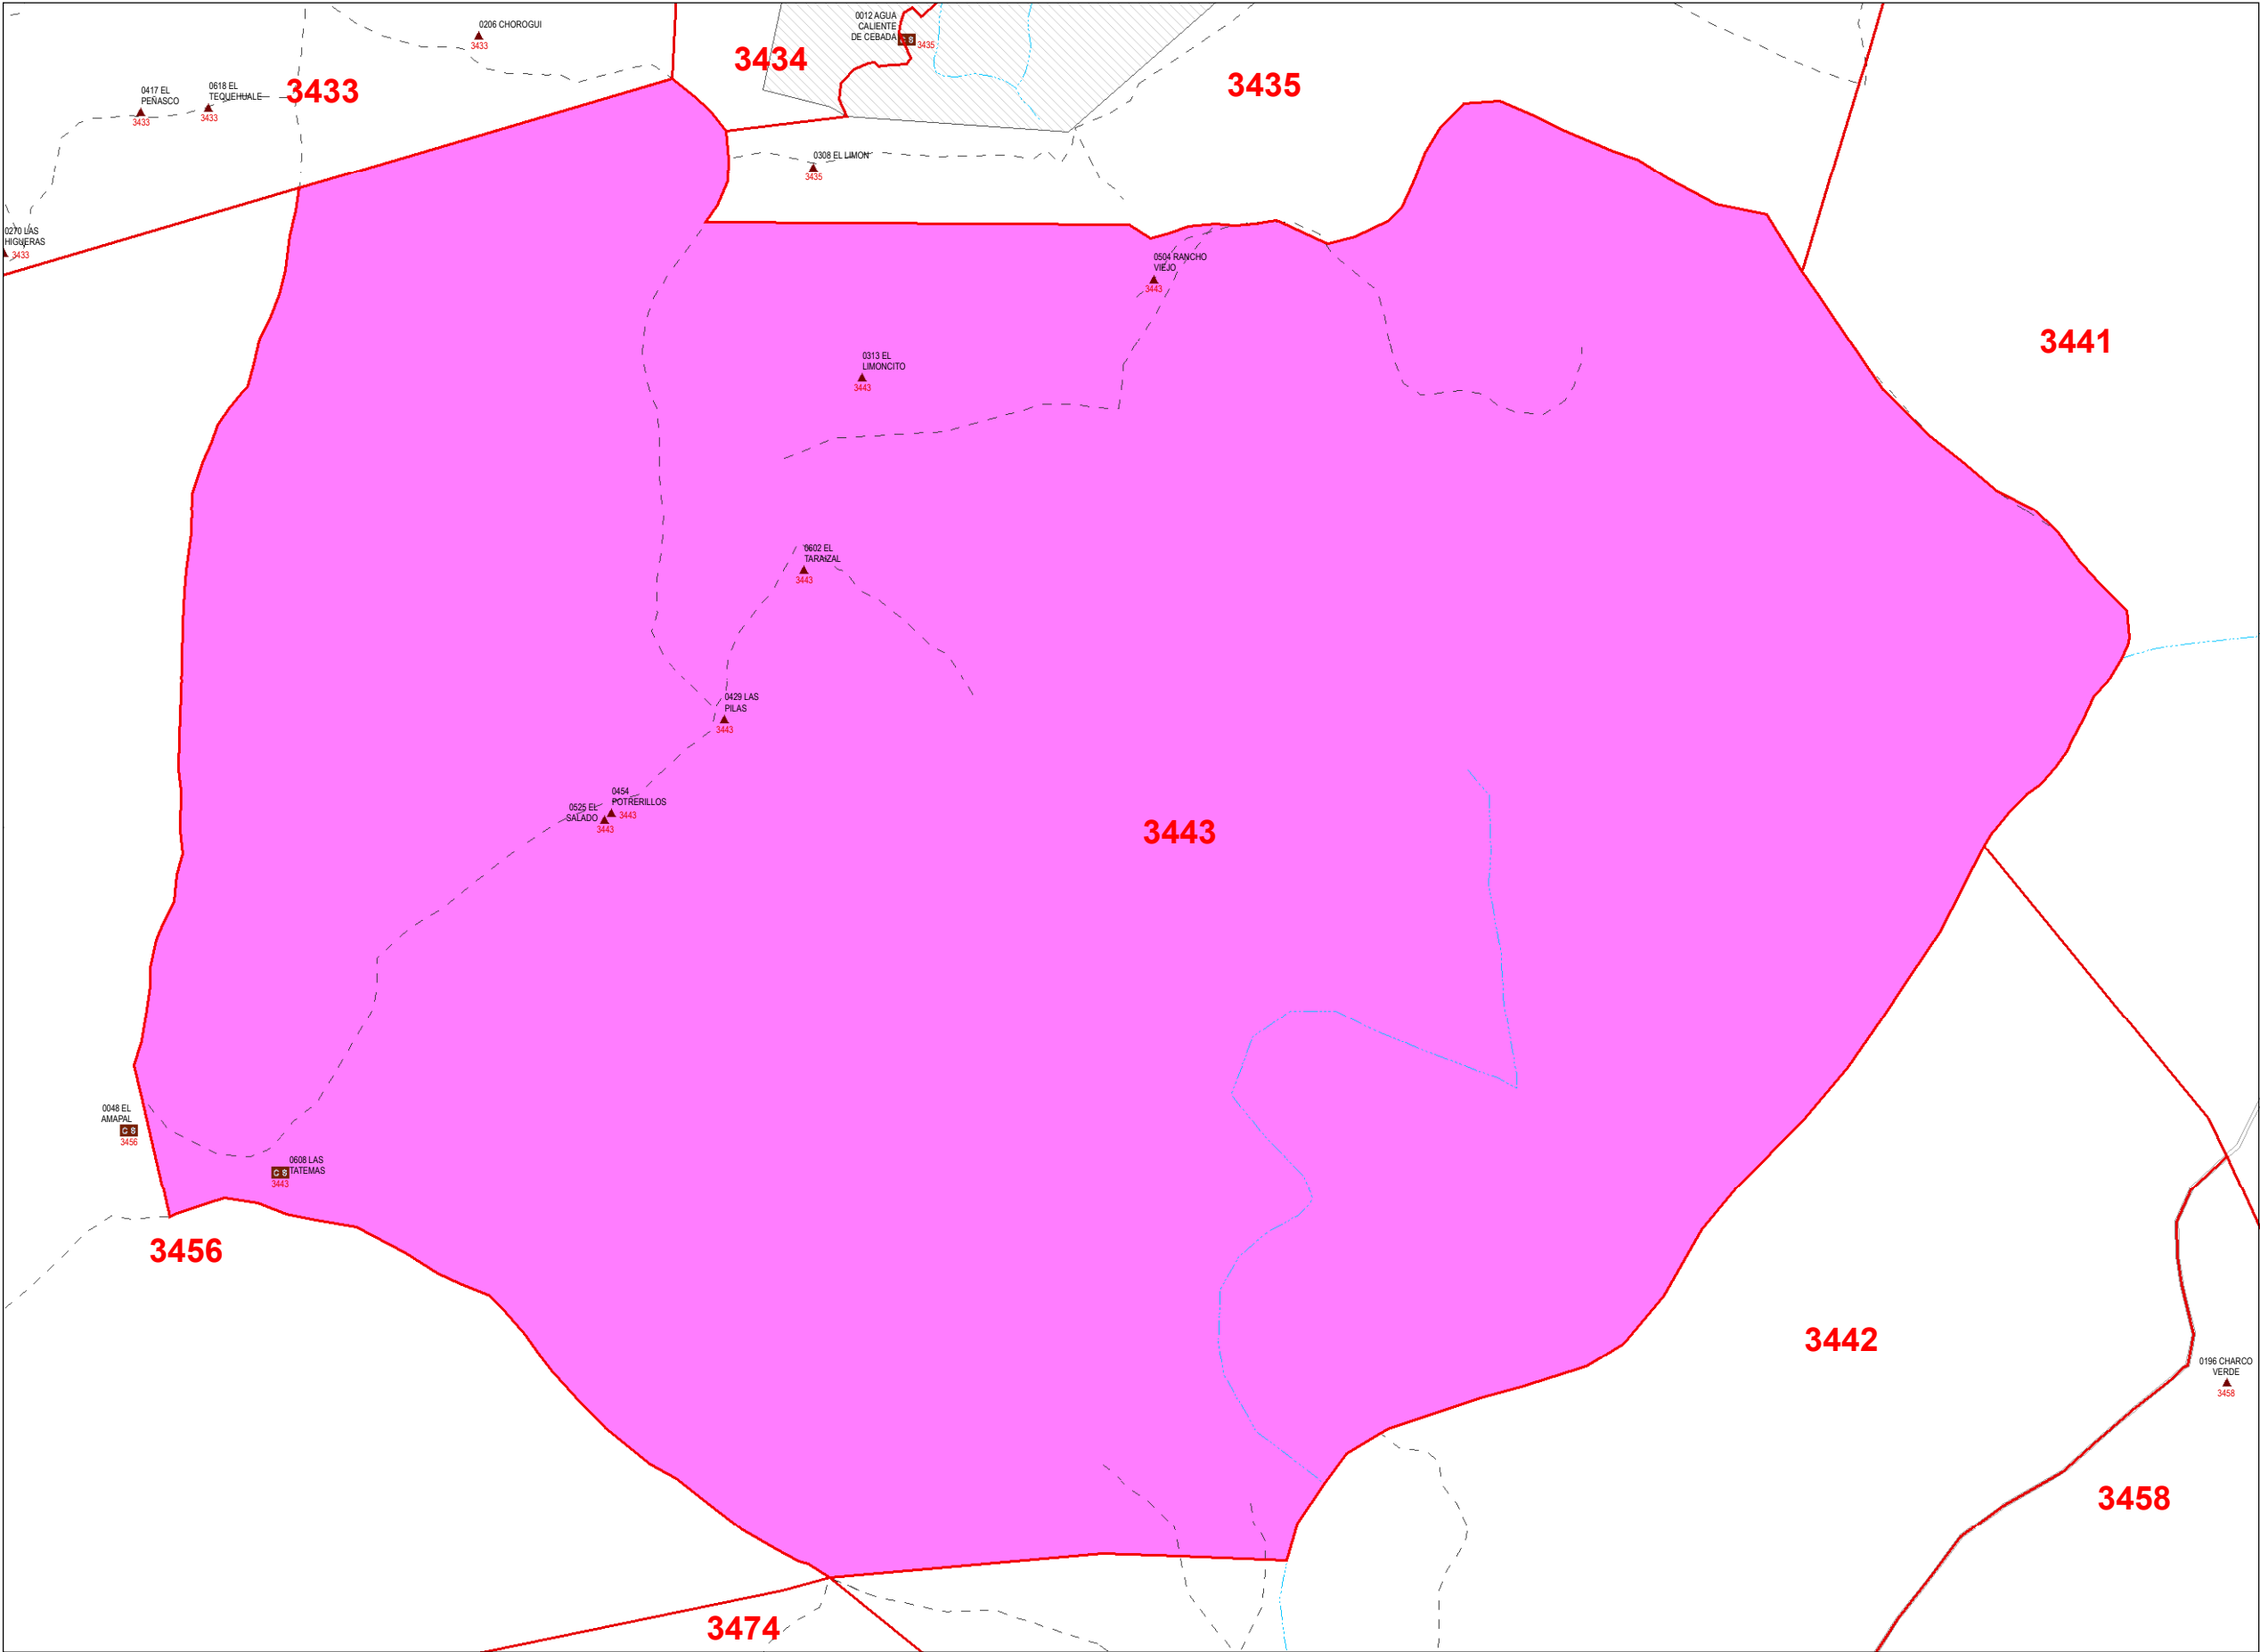 0206 CHOROGUI
3433
0012 AGUA
CALIENTE
DE CEBADA
3435
3434
3435
3433
0417 EL
PEÑASCO
3433
0618 EL
TEQUEHUALE
3433
0308 EL LIMON
3435
0270 LAS
HIGUERAS
3433
0504 RANCHO
VIEJO
3443
3441
0313 EL
LIMONCITO
3443
0602 EL
TARAIZAL
3443
0429 LAS
PILAS
3443
0454
POTRERILLOS
3443
0525 EL
SALADO
3443
3443
0048 EL
AMAPAL
3456
0608 LAS
TATEMAS
3443
3456
3442
0196 CHARCO
VERDE
3458
3458
3474